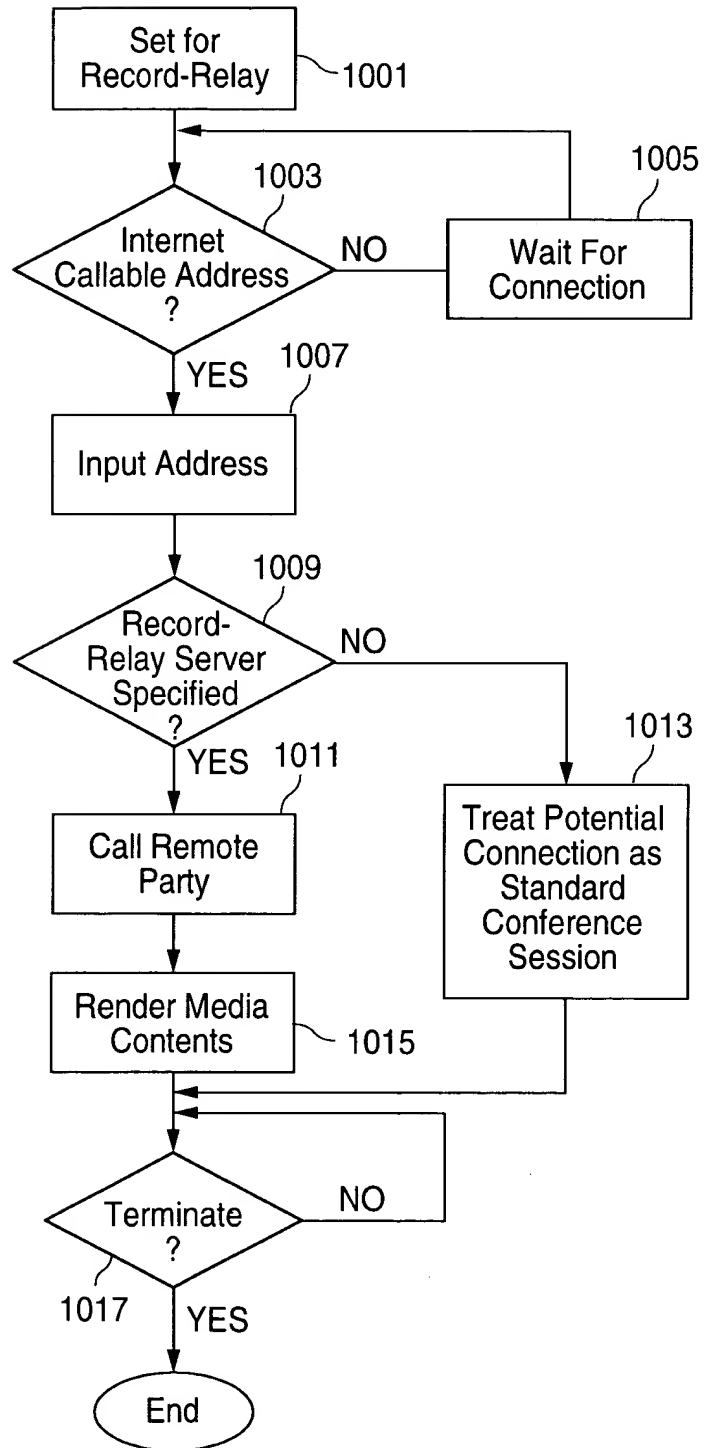 Set for
Record-Relay
1001
1003
1005
Internet
Callable Address
?
NO
Wait For
Connection
YES
1007
Input Address
1009
Record-
Relay Server
Specified
?
NO
YES
1011
1013
Call Remote
Party
Treat Potential
Connection as
Standard
Conference
Session
Render Media
Contents
1015
Terminate
?
NO
1017
YES
End